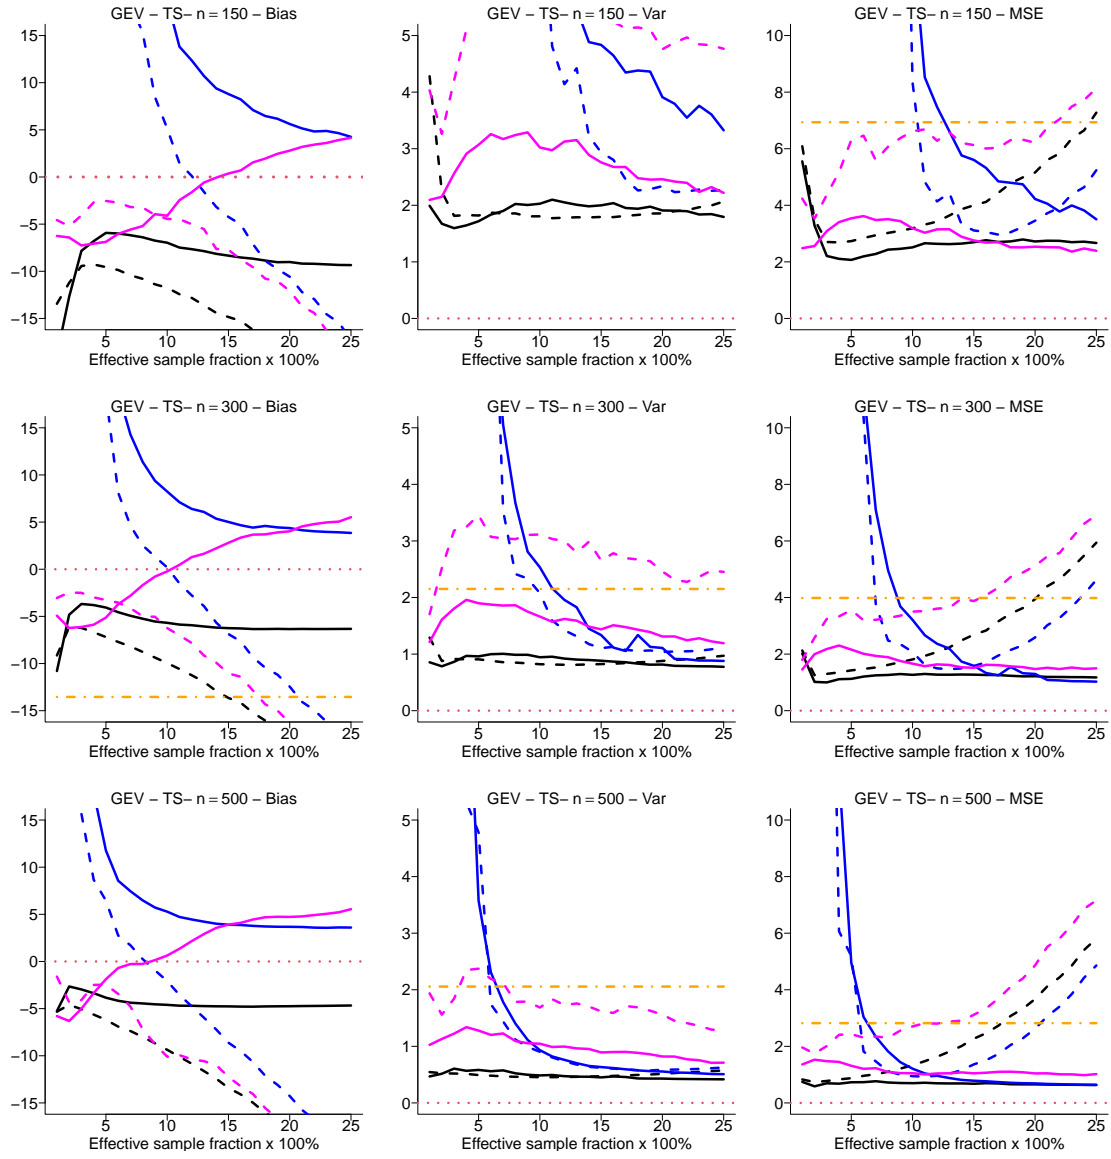 GEV − TS− n = 150 − Bias
GEV − TS− n = 150 − Var
GEV − TS− n = 150 − MSE
15
10
5
0
−5
−10
−15
5 10 15 20 25
Effective sample fraction x 100%
5
4
3
2
1
0
5 10 15 20 25
Effective sample fraction x 100%
10
8
6
4
2
0
5 10 15 20 25
Effective sample fraction x 100%
GEV − TS− n = 300 − Bias
GEV − TS− n = 300 − Var
GEV − TS− n = 300 − MSE
15
10
5
0
−5
−10
−15
5 10 15 20 25
Effective sample fraction x 100%
5
4
3
2
1
0
5 10 15 20 25
Effective sample fraction x 100%
10
8
6
4
2
0
5 10 15 20 25
Effective sample fraction x 100%
GEV − TS− n = 500 − Bias
GEV − TS− n = 500 − Var
GEV − TS− n = 500 − MSE
15
10
5
0
−5
−10
−15
5 10 15 20 25
Effective sample fraction x 100%
5
4
3
2
1
0
5 10 15 20 25
Effective sample fraction x 100%
10
8
6
4
2
0
5 10 15 20 25
Effective sample fraction x 100%